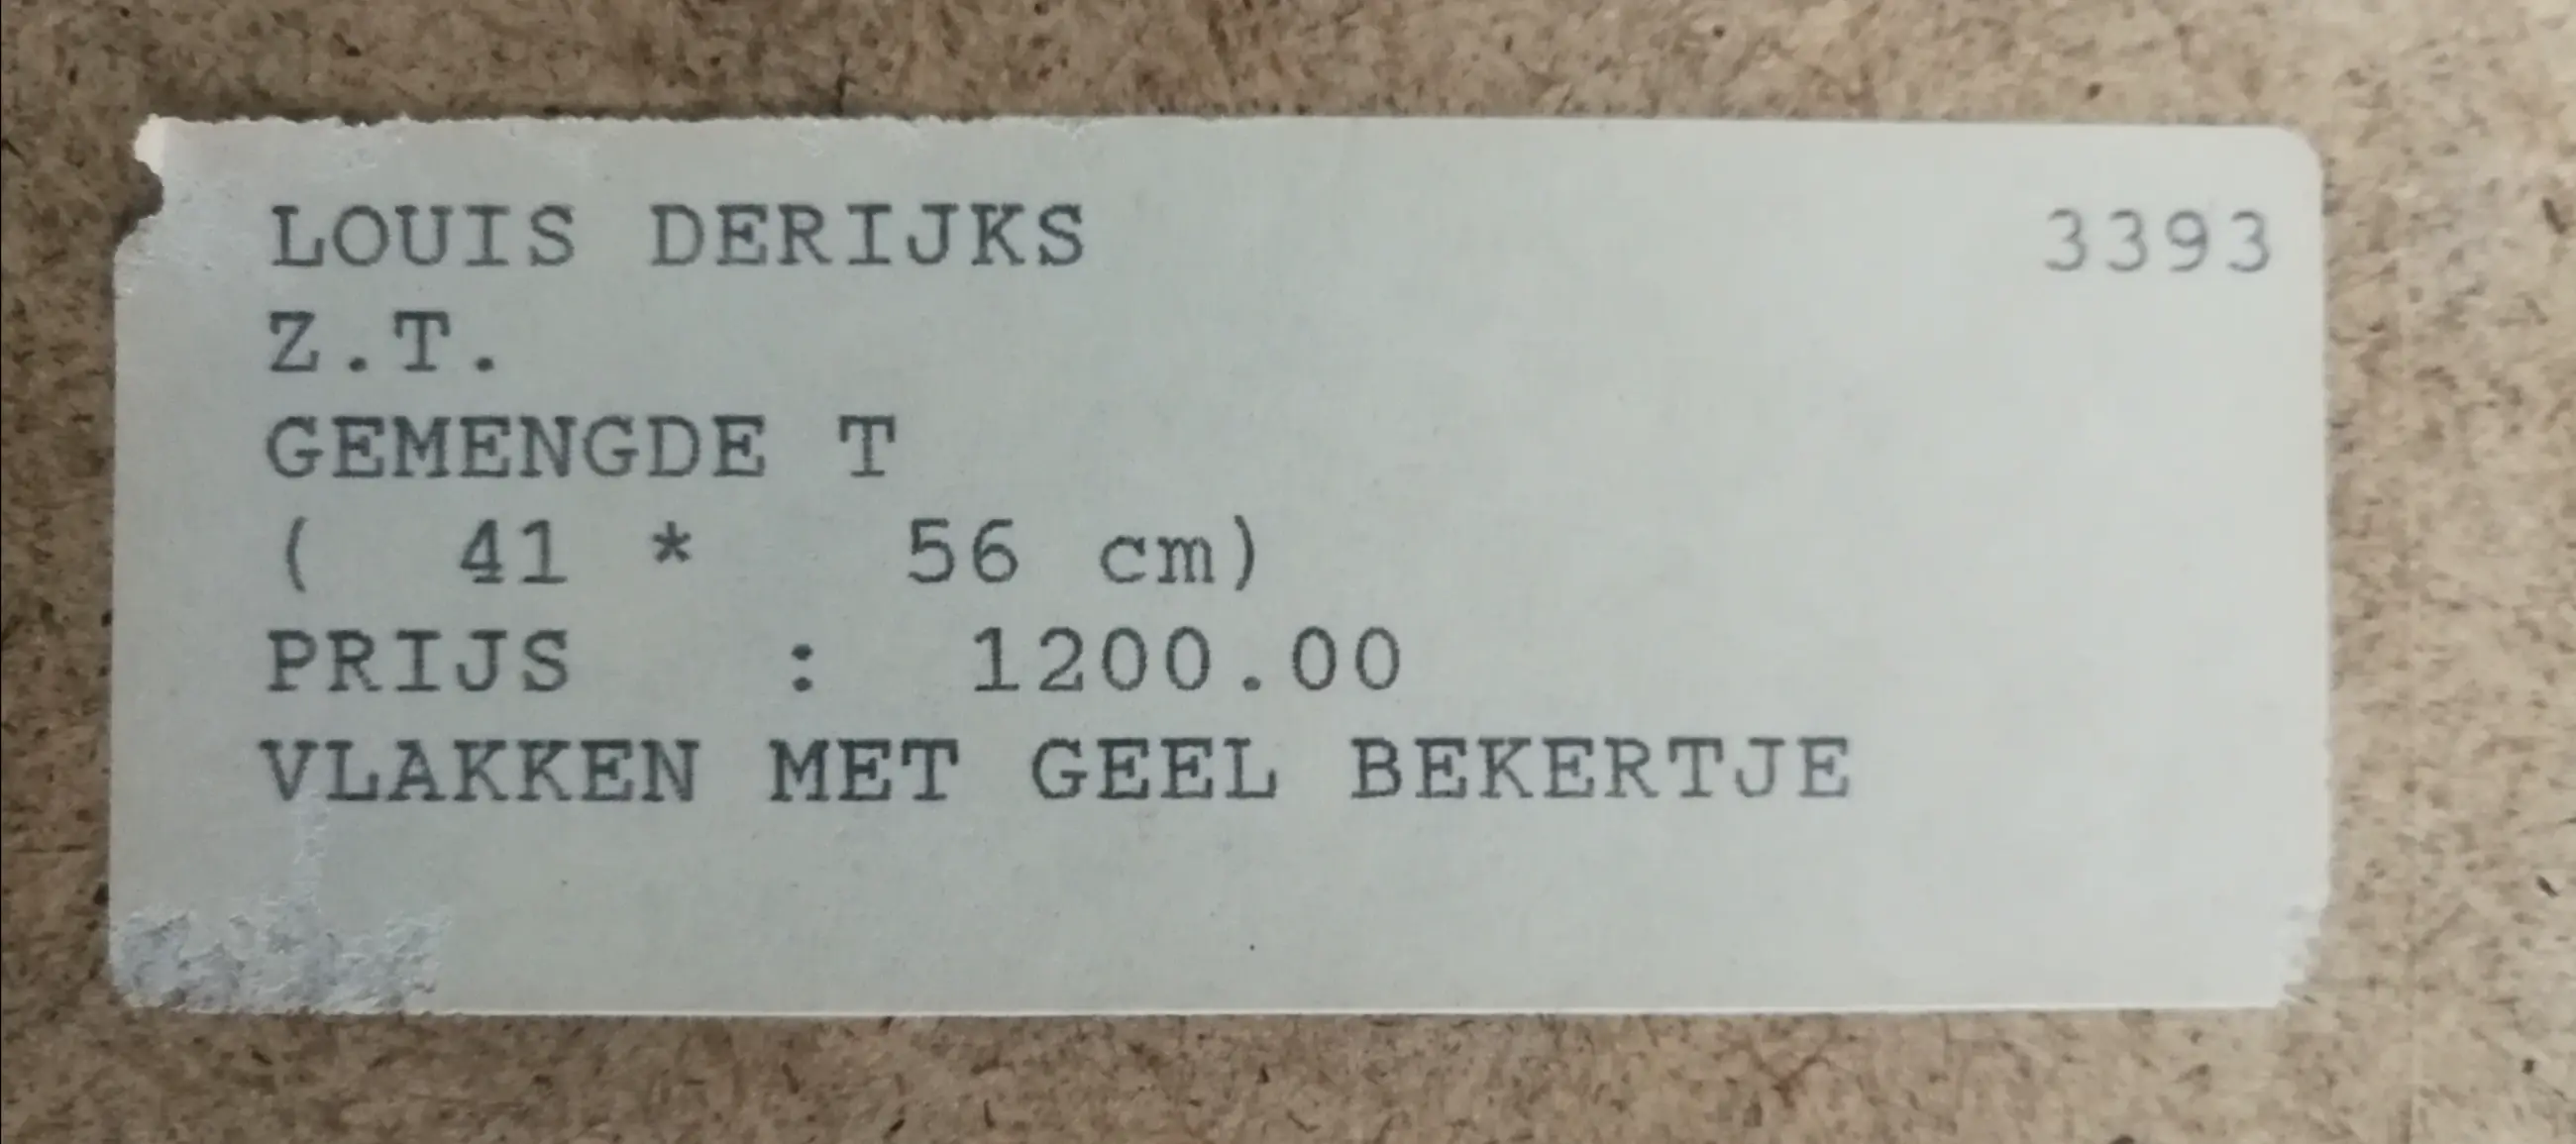 LOUIS DERIJKS 3393
Z.T.
GEMENGDE T
( 41 * 56 cm)
PRIJS : 1200.00
VLAKKEN MET GEEL BEKERTJE